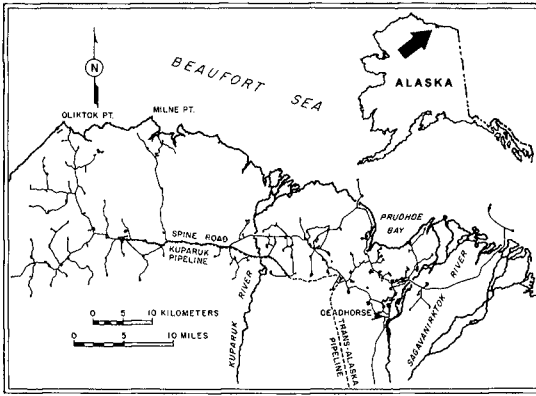 N
BEAUFORT SEA
ALASKA
OLIKTOK PT.
MILNE PT.
PRUDHOE
BAY
SPINE ROAD
KUPARUK
PIPELINE
KUPARUK RIVER
DEADHORSE
TRANS-ALASKA
PIPELINE
SAGAVANIRKTOK RIVER
0 5 10 KILOMETERS
0 5 10 MILES